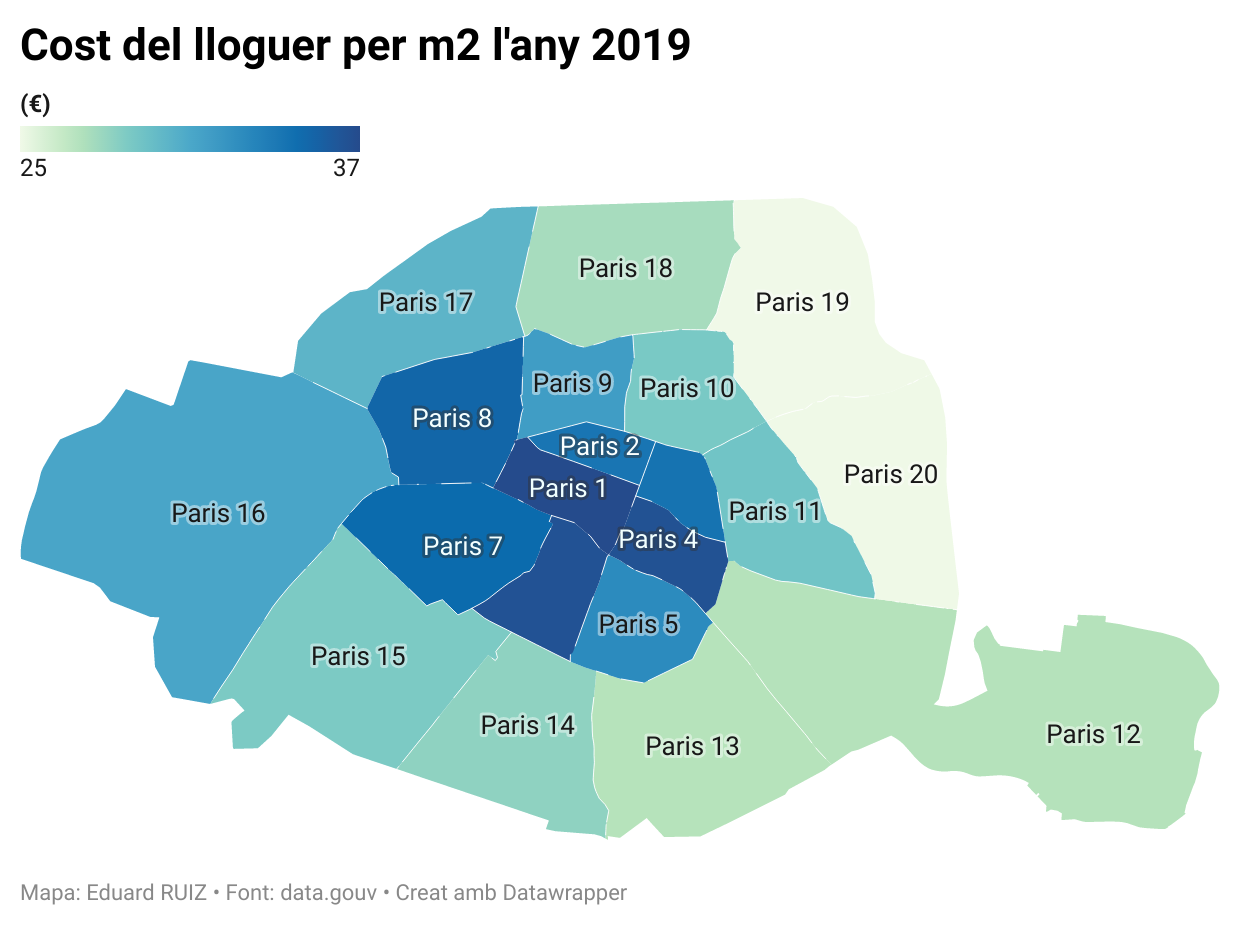 Cost del lloguer per m2 l'any 2019
(€)
25 37
Paris 18
Paris 17
Paris 19
Paris 9
Paris 10
Paris 8
Paris 2
Paris 20
Paris 1
Paris 16
Paris 11
Paris 4
Paris 7
Paris 5
Paris 15
Paris 14
Paris 12
Paris 13
Mapa: Eduard RUIZ • Font: data.gouv • Creat amb Datawrapper